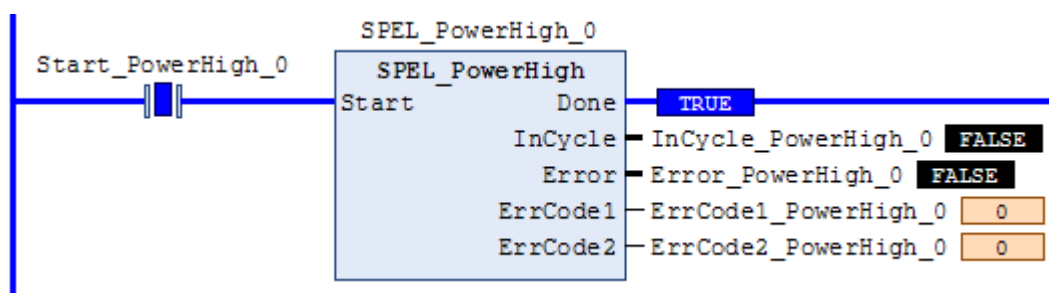 SPEL_PowerHigh_0
Start_PowerHigh_0
SPEL_PowerHigh
Start Done TRUE
InCycle InCycle_PowerHigh_0 FALSE
Error Error_PowerHigh_0 FALSE
ErrCode1 ErrCode1_PowerHigh_0 0
ErrCode2 ErrCode2_PowerHigh_0 0